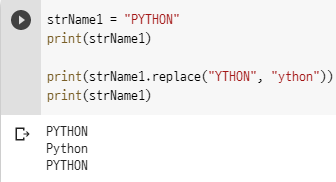 strName1 = "PYTHON"
print(strName1)
print(strName1.replace("YTHON", "ython"))
print(strName1)
PYTHON
Python
PYTHON